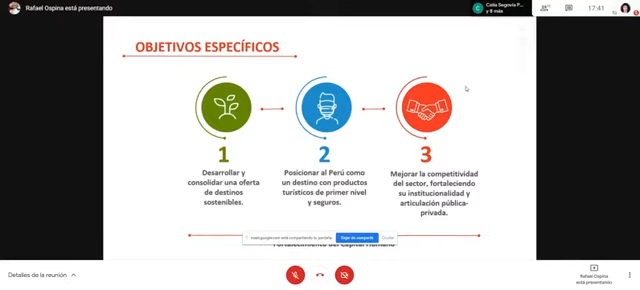 Rafael Ospina
está presentando
Celia Segovia P...
y 8 más
17:41
OBJETIVOS ESPECÍFICOS
1
Desarrollar y
consolidar una oferta
de destinos
sostenibles.
2
Posicionar al Perú como
un destino con productos
turísticos de primer nivel
y seguros.
3
Mejorar la competitividad
del sector, fortaleciendo
su institucionalidad y
articulación pública-
privada.
meet.google.com está compartiendo tu pantalla.
Dejar de compartir
Ocultar
Fortalecimiento del Capital Humano
Detalles de la reunión
Rafael Ospina
está presentando